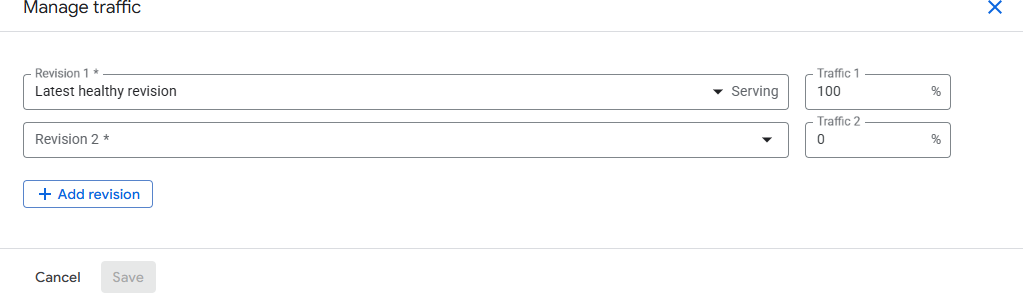 Manage traffic
Revision 1 *
Latest healthy revision
Serving
Traffic 1
100
%
Revision 2 *
Traffic 2
0
%
Add revision
Cancel
Save